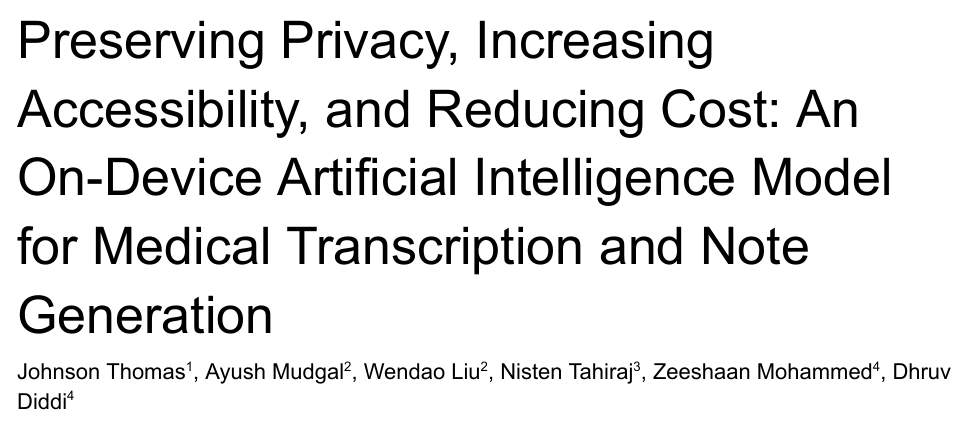 Preserving Privacy, Increasing
Accessibility, and Reducing Cost: An
On-Device Artificial Intelligence Model
for Medical Transcription and Note
Generation
Johnson Thomas¹, Ayush Mudgal², Wendao Liu², Nisten Tahiraj³, Zeeshaan Mohammed⁴, Dhruv
Diddi⁴